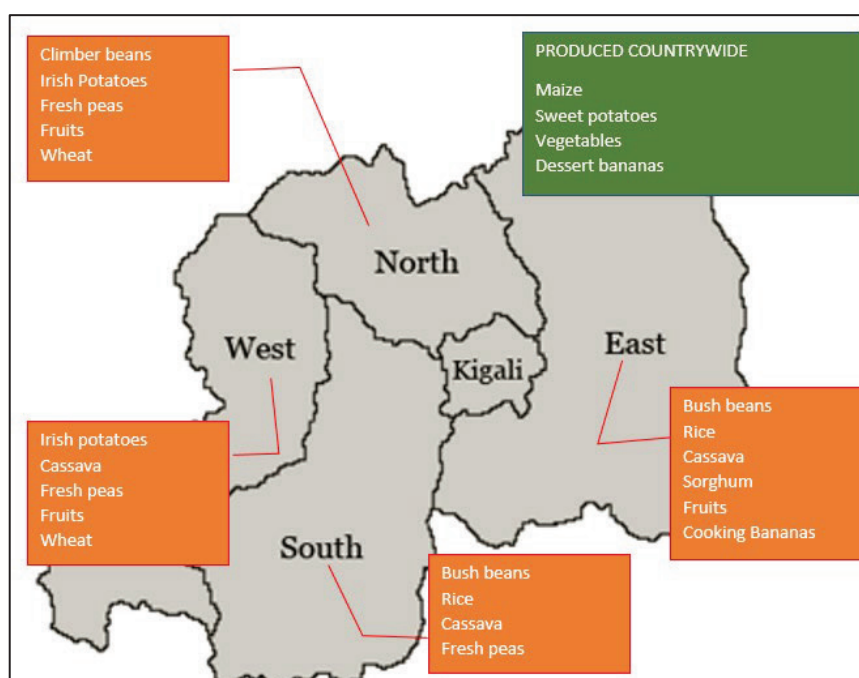 Climber beans
Irish Potatoes
Fresh peas
Fruits
Wheat
PRODUCED COUNTRYWIDE
Maize
Sweet potatoes
Vegetables
Dessert bananas
North
West
Kigali
East
Irish potatoes
Cassava
Fresh peas
Fruits
Wheat
Bush beans
Rice
Cassava
Sorghum
Fruits
Cooking Bananas
South
Bush beans
Rice
Cassava
Fresh peas